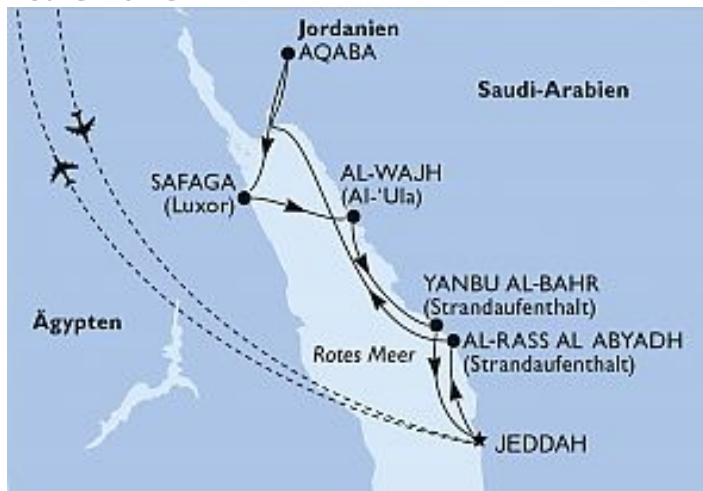 Jordanien
AQABA
Saudi-Arabien
SAFAGA
(Luxor)
AL-WAJH
(Al-'Ula)
YANBU AL-BAHR
(Strandaufenthalt)
Ägypten
Rotes Meer
AL-RASS AL ABYADH
(Strandaufenthalt)
JEDDAH